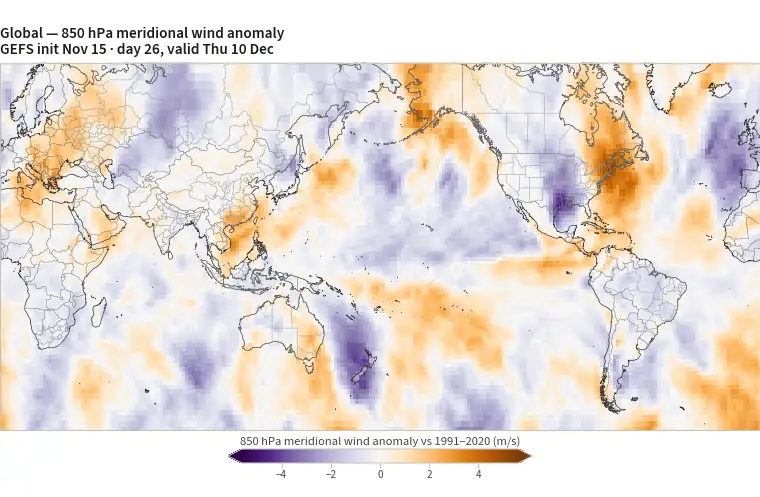 Global — 850 hPa meridional wind anomaly
GEFS init Nov 15 · day 26, valid Thu 10 Dec
850 hPa meridional wind anomaly vs 1991–2020 (m/s)
−4 −2 0 2 4